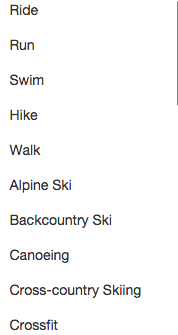 Ride
Run
Swim
Hike
Walk
Alpine Ski
Backcountry Ski
Canoeing
Cross-country Skiing
Crossfit